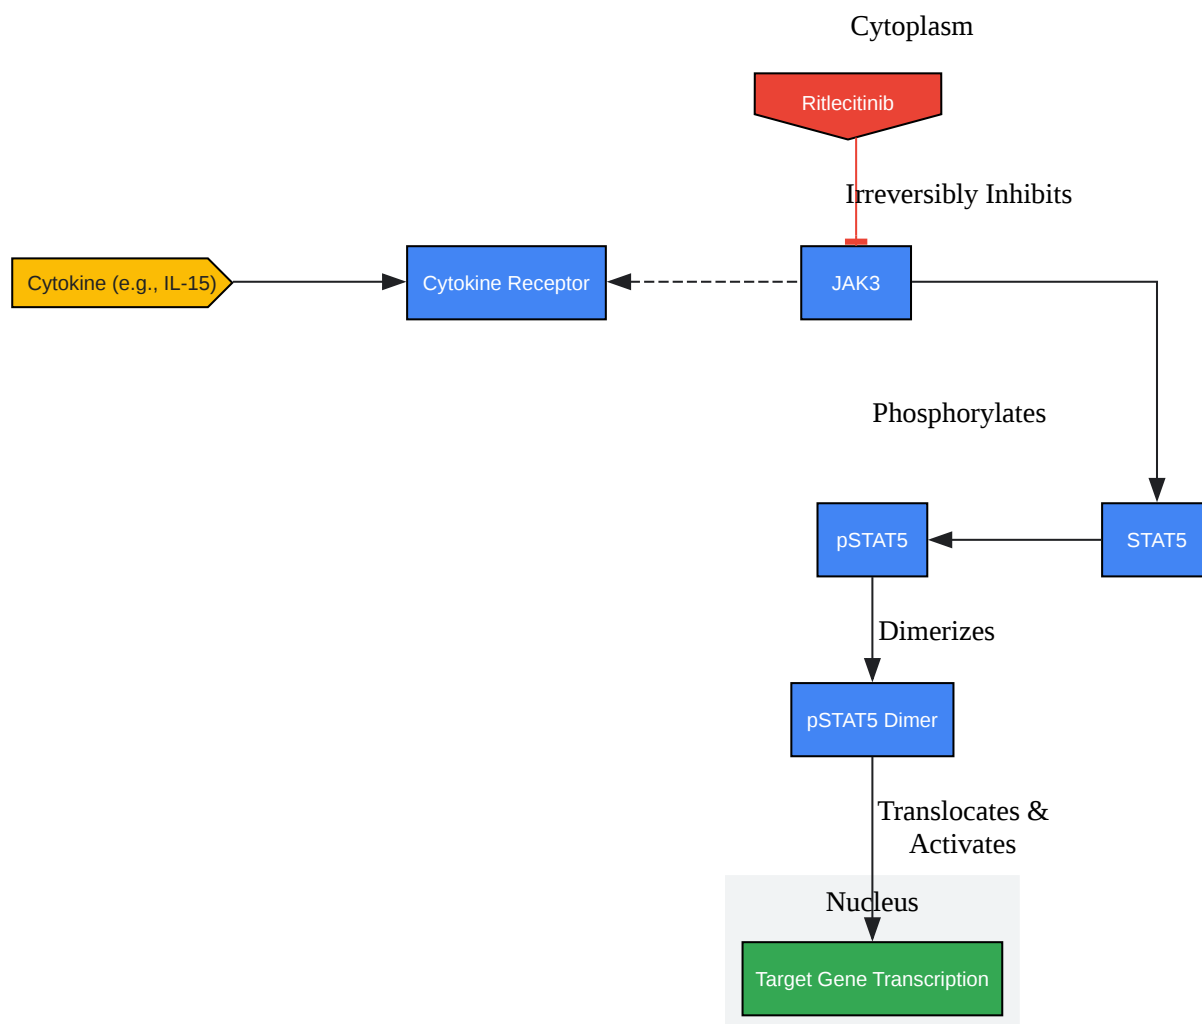 Cytoplasm
Ritlecitinib
Irreversibly Inhibits
Cytokine (e.g., IL-15)
Cytokine Receptor
JAK3
Phosphorylates
pSTAT5
STAT5
Dimerizes
pSTAT5 Dimer
Translocates &
Activates
Nucleus
Target Gene Transcription